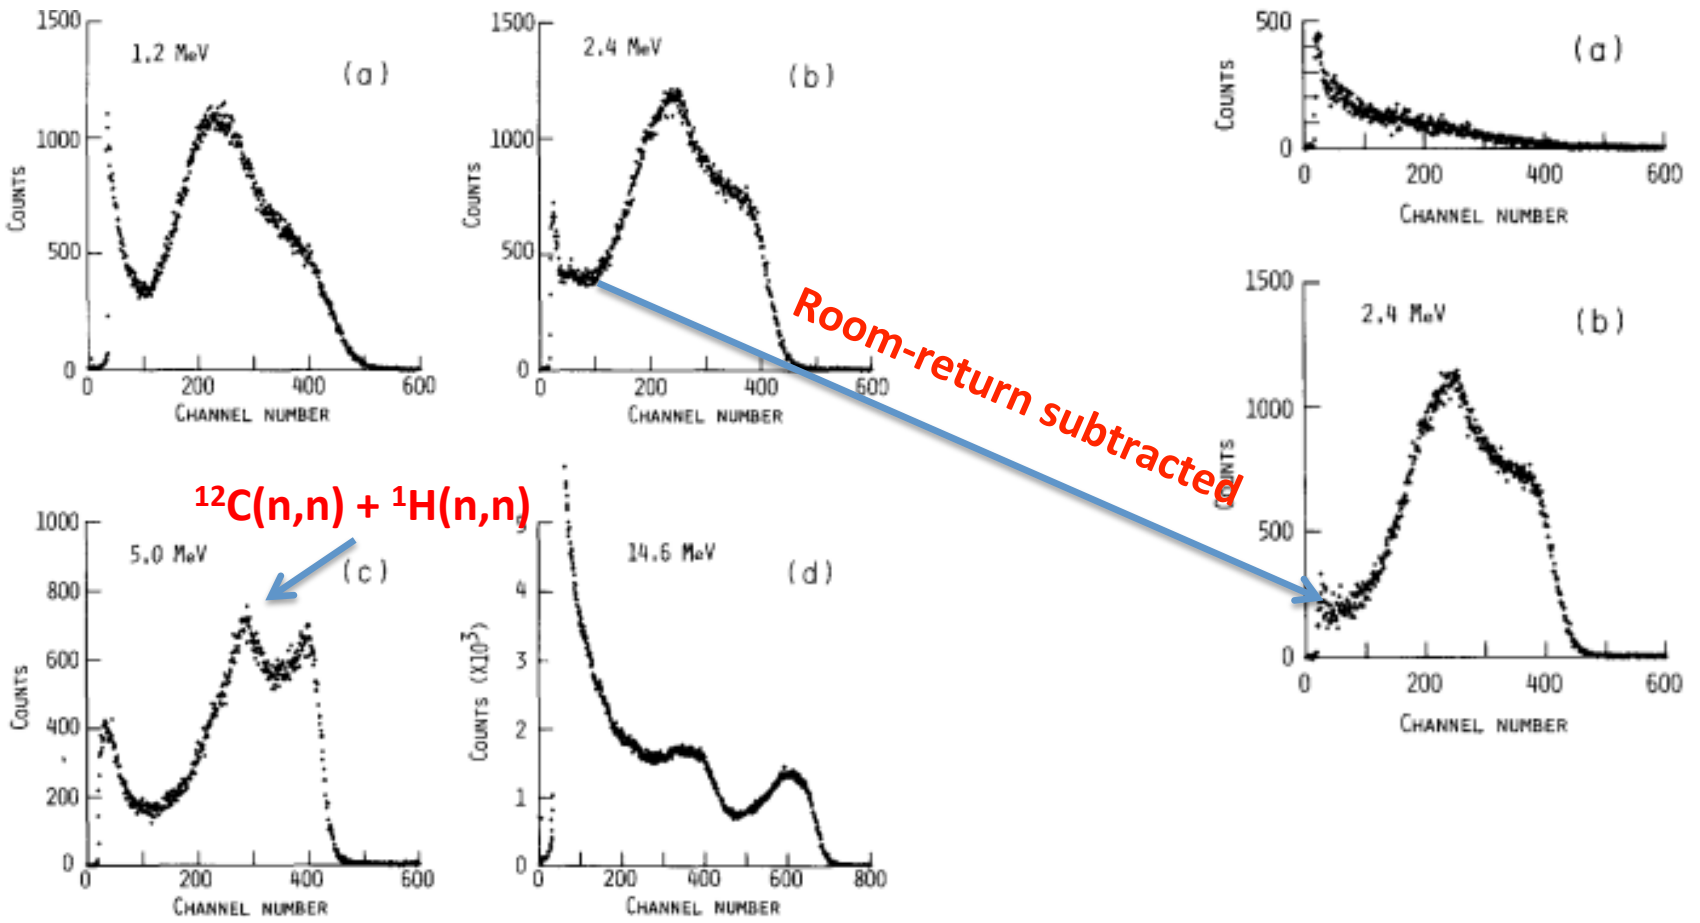 1500
1.2 MeV
(a)
1000
500
0
COUNTS
0 200 400 600
CHANNEL NUMBER
1500
2.4 MeV
(b)
1000
500
0
COUNTS
0 200 400 600
CHANNEL NUMBER
500
(a)
0
COUNTS
0 200 400 600
CHANNEL NUMBER
Room-return subtracted
1500
2.4 MeV
(b)
1000
500
0
COUNTS
0 200 400 600
CHANNEL NUMBER
¹²C(n,n) + ¹H(n,n)
1000
5.0 MeV
(c)
800
600
400
200
0
COUNTS
0 200 400 600
CHANNEL NUMBER
14.6 MeV
(d)
5
4
3
2
1
0
COUNTS (X10³)
0 200 400 600 800
CHANNEL NUMBER